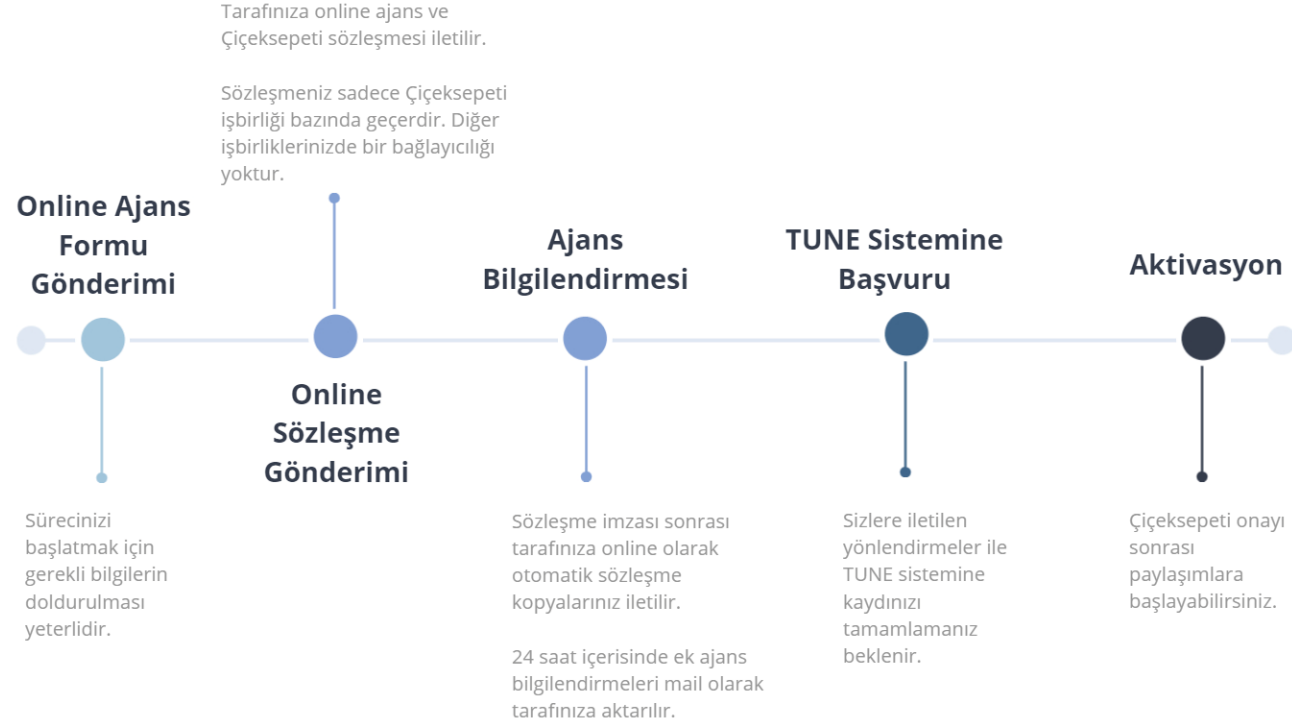 Tarafınıza online ajans ve
Çiçeksepeti sözleşmesi iletilir.
Sözleşmeniz sadece Çiçeksepeti
işbirliği bazında geçerdir. Diğer
işbirliklerinizde bir bağlayıcılığı
yoktur.
Online Ajans
Formu
Gönderimi
Sürecinizi
başlatmak için
gerekli bilgilerin
doldurulması
yeterlidir.
Online
Sözleşme
Gönderimi
Ajans
Bilgilendirmesi
Sözleşme imzası sonrası
tarafınıza online olarak
otomatik sözleşme
kopyalarınız iletilir.
24 saat içerisinde ek ajans
bilgilendirmeleri mail olarak
tarafınıza aktarılır.
TUNE Sistemine
Başvuru
Sizlere iletilen
yönlendirmeler ile
TUNE sistemine
kaydınızı
tamamlamanız
beklenir.
Aktivasyon
Çiçeksepeti onayı
sonrası
paylaşımlara
başlayabilirsiniz.